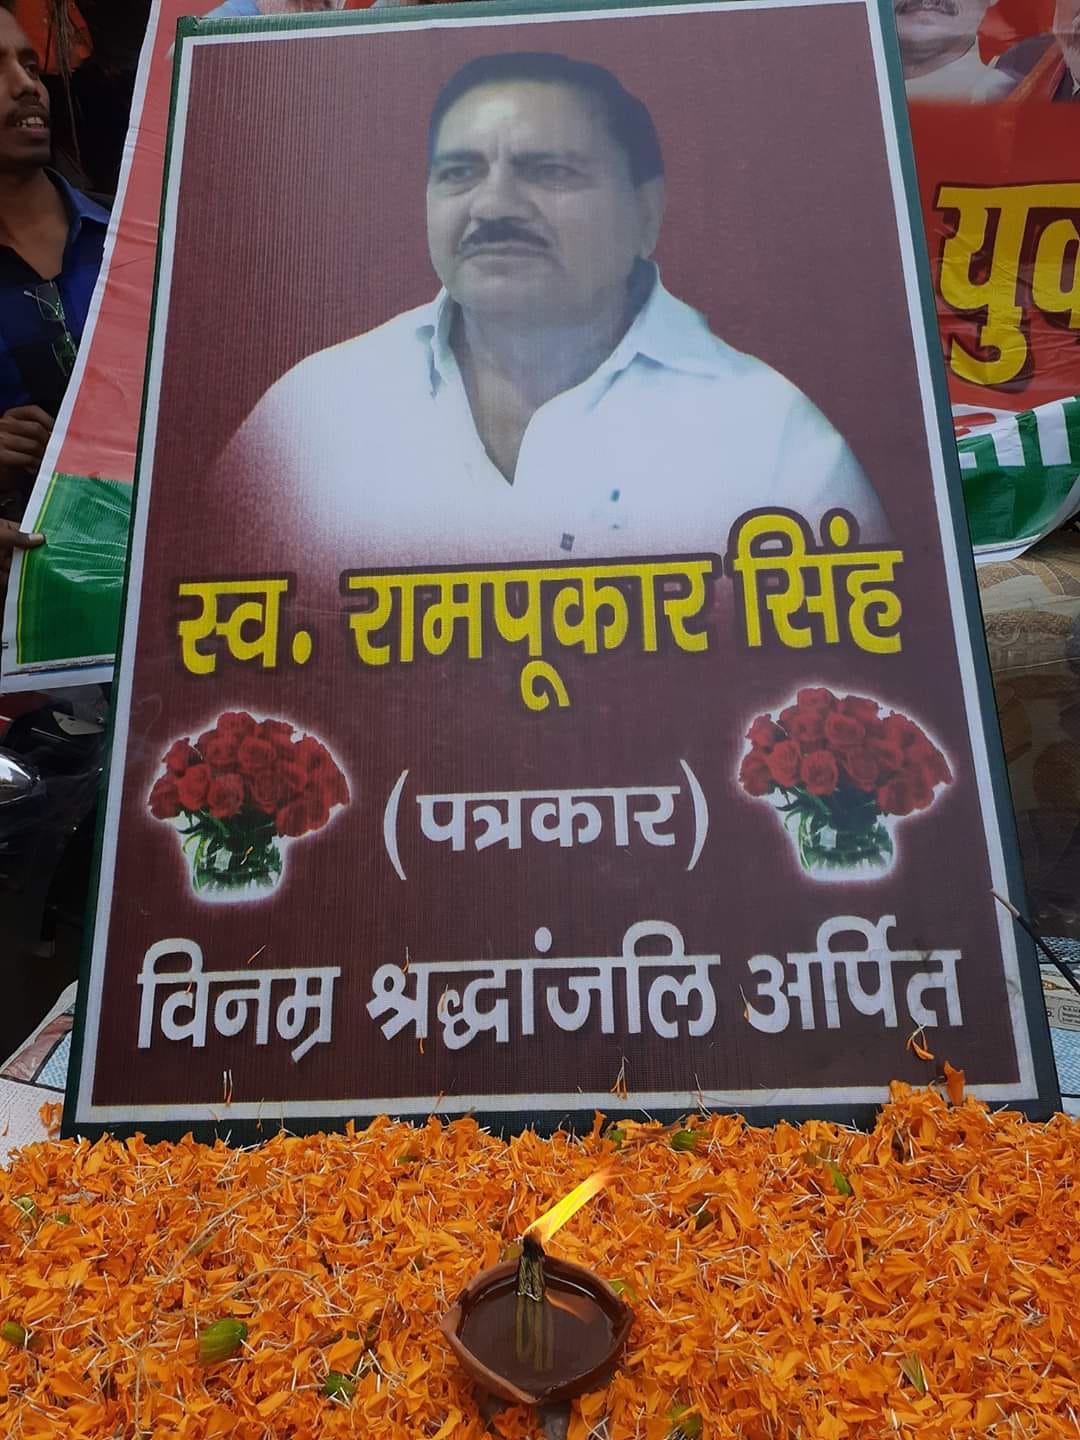 स्व. रामपूकार सिंह
(पत्रकार)
विनम्र श्रद्धांजलि अर्पित